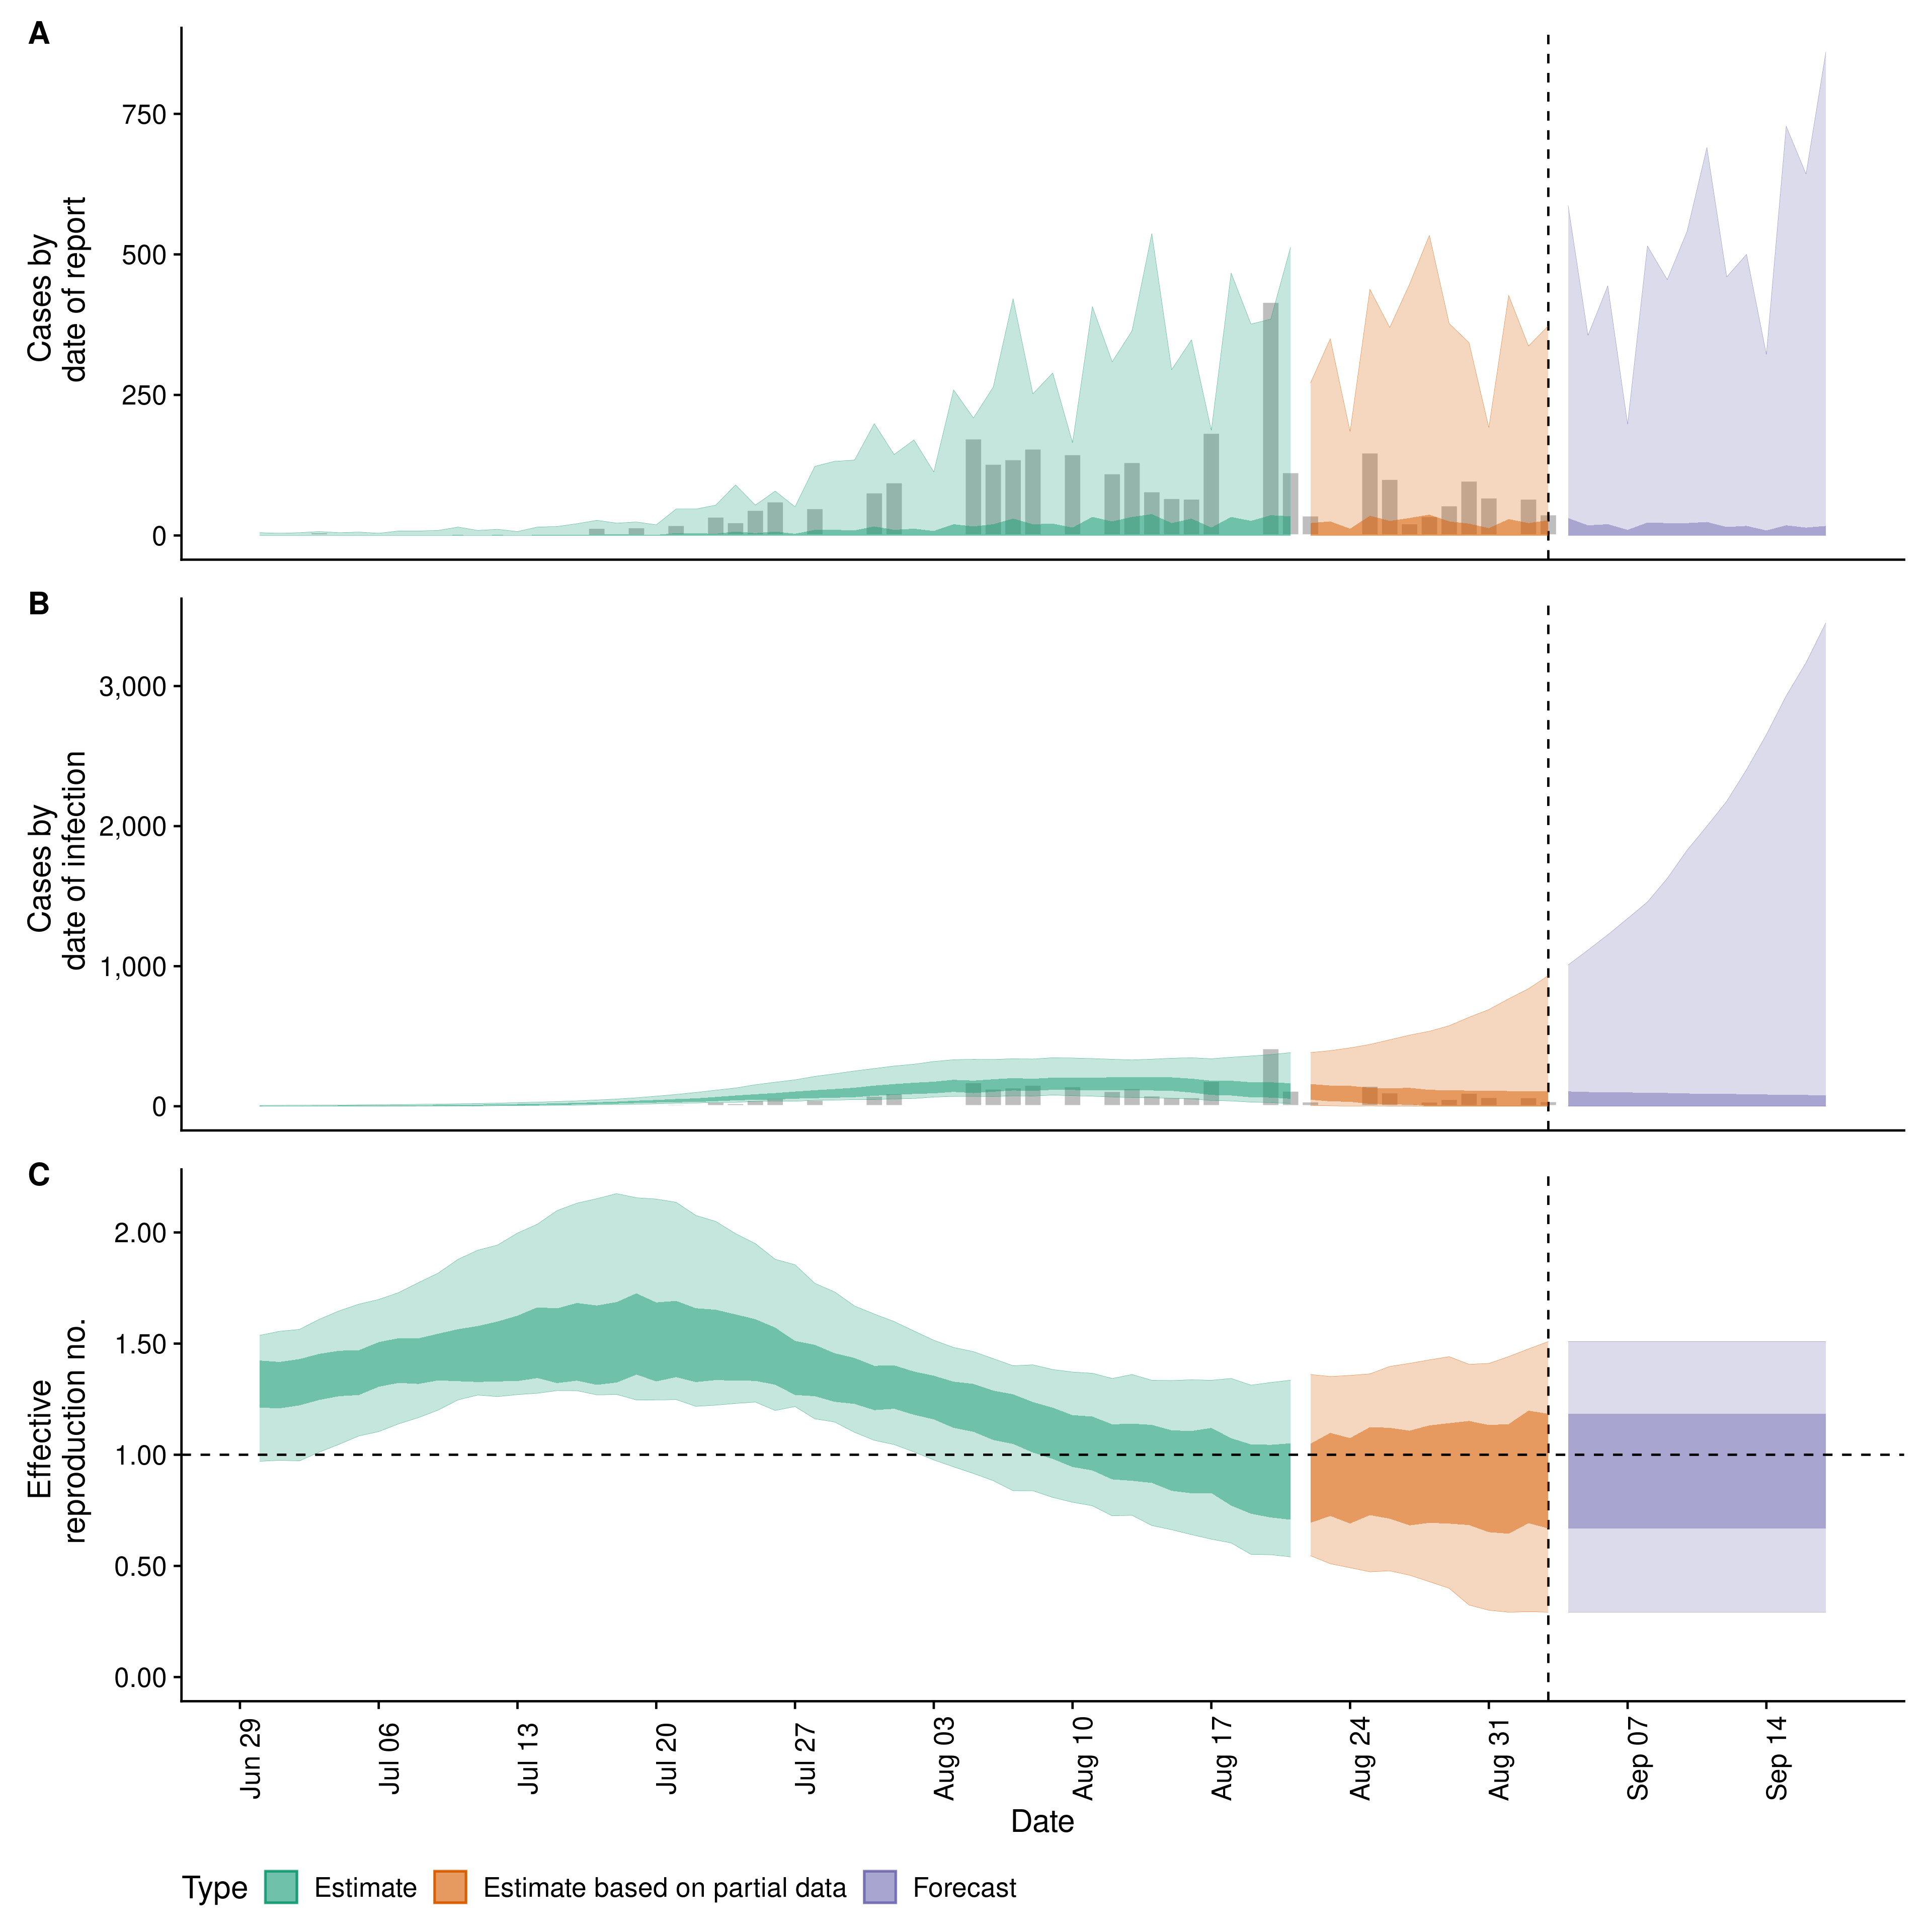 A
Cases by
date of report
750
500
250
0
B
Cases by
date of infection
3,000
2,000
1,000
0
C
Effective
reproduction no.
2.00
1.50
1.00
0.50
0.00
Jun 29
Jul 06
Jul 13
Jul 20
Jul 27
Aug 03
Aug 10
Aug 17
Aug 24
Aug 31
Sep 07
Sep 14
Date
Type Estimate Estimate based on partial data Forecast